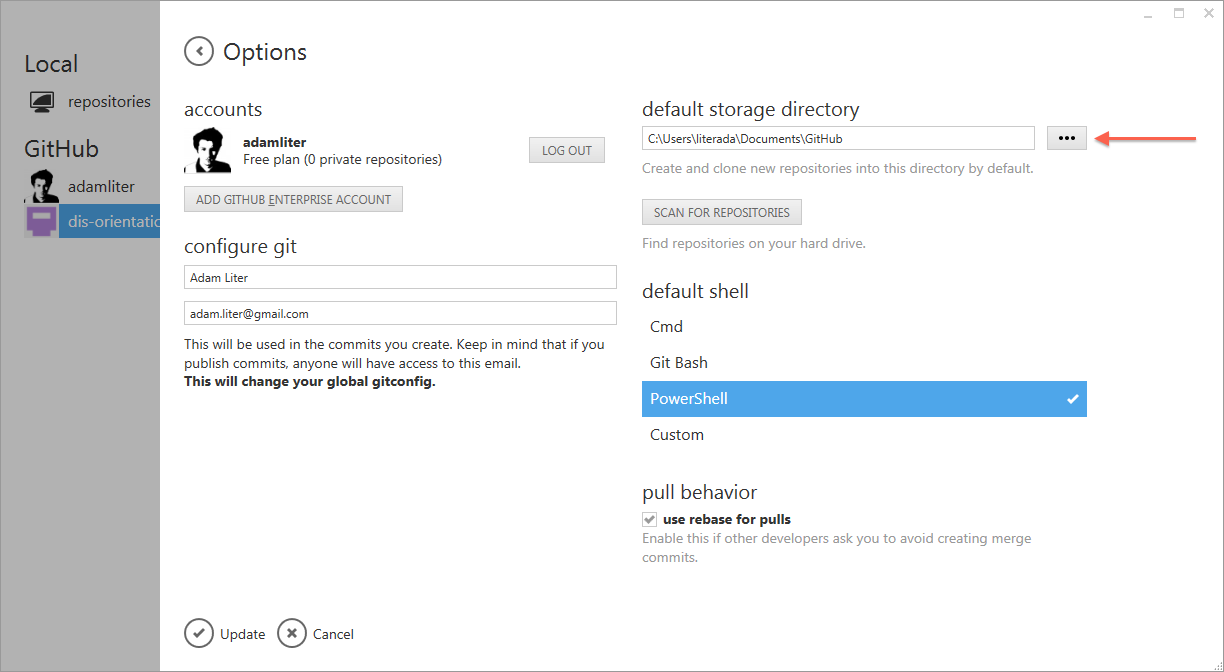 Local
repositories
GitHub
adamliter
dis-orientatic
Options
accounts
adamliter
Free plan (0 private repositories)
LOG OUT
ADD GITHUB ENTERPRISE ACCOUNT
configure git
Adam Liter
adam.liter@gmail.com
This will be used in the commits you create. Keep in mind that if you
publish commits, anyone will have access to this email.
This will change your global gitconfig.
default storage directory
C:\Users\literada\Documents\GitHub
•••
Create and clone new repositories into this directory by default.
SCAN FOR REPOSITORIES
Find repositories on your hard drive.
default shell
Cmd
Git Bash
PowerShell
Custom
pull behavior
use rebase for pulls
Enable this if other developers ask you to avoid creating merge
commits.
Update
Cancel